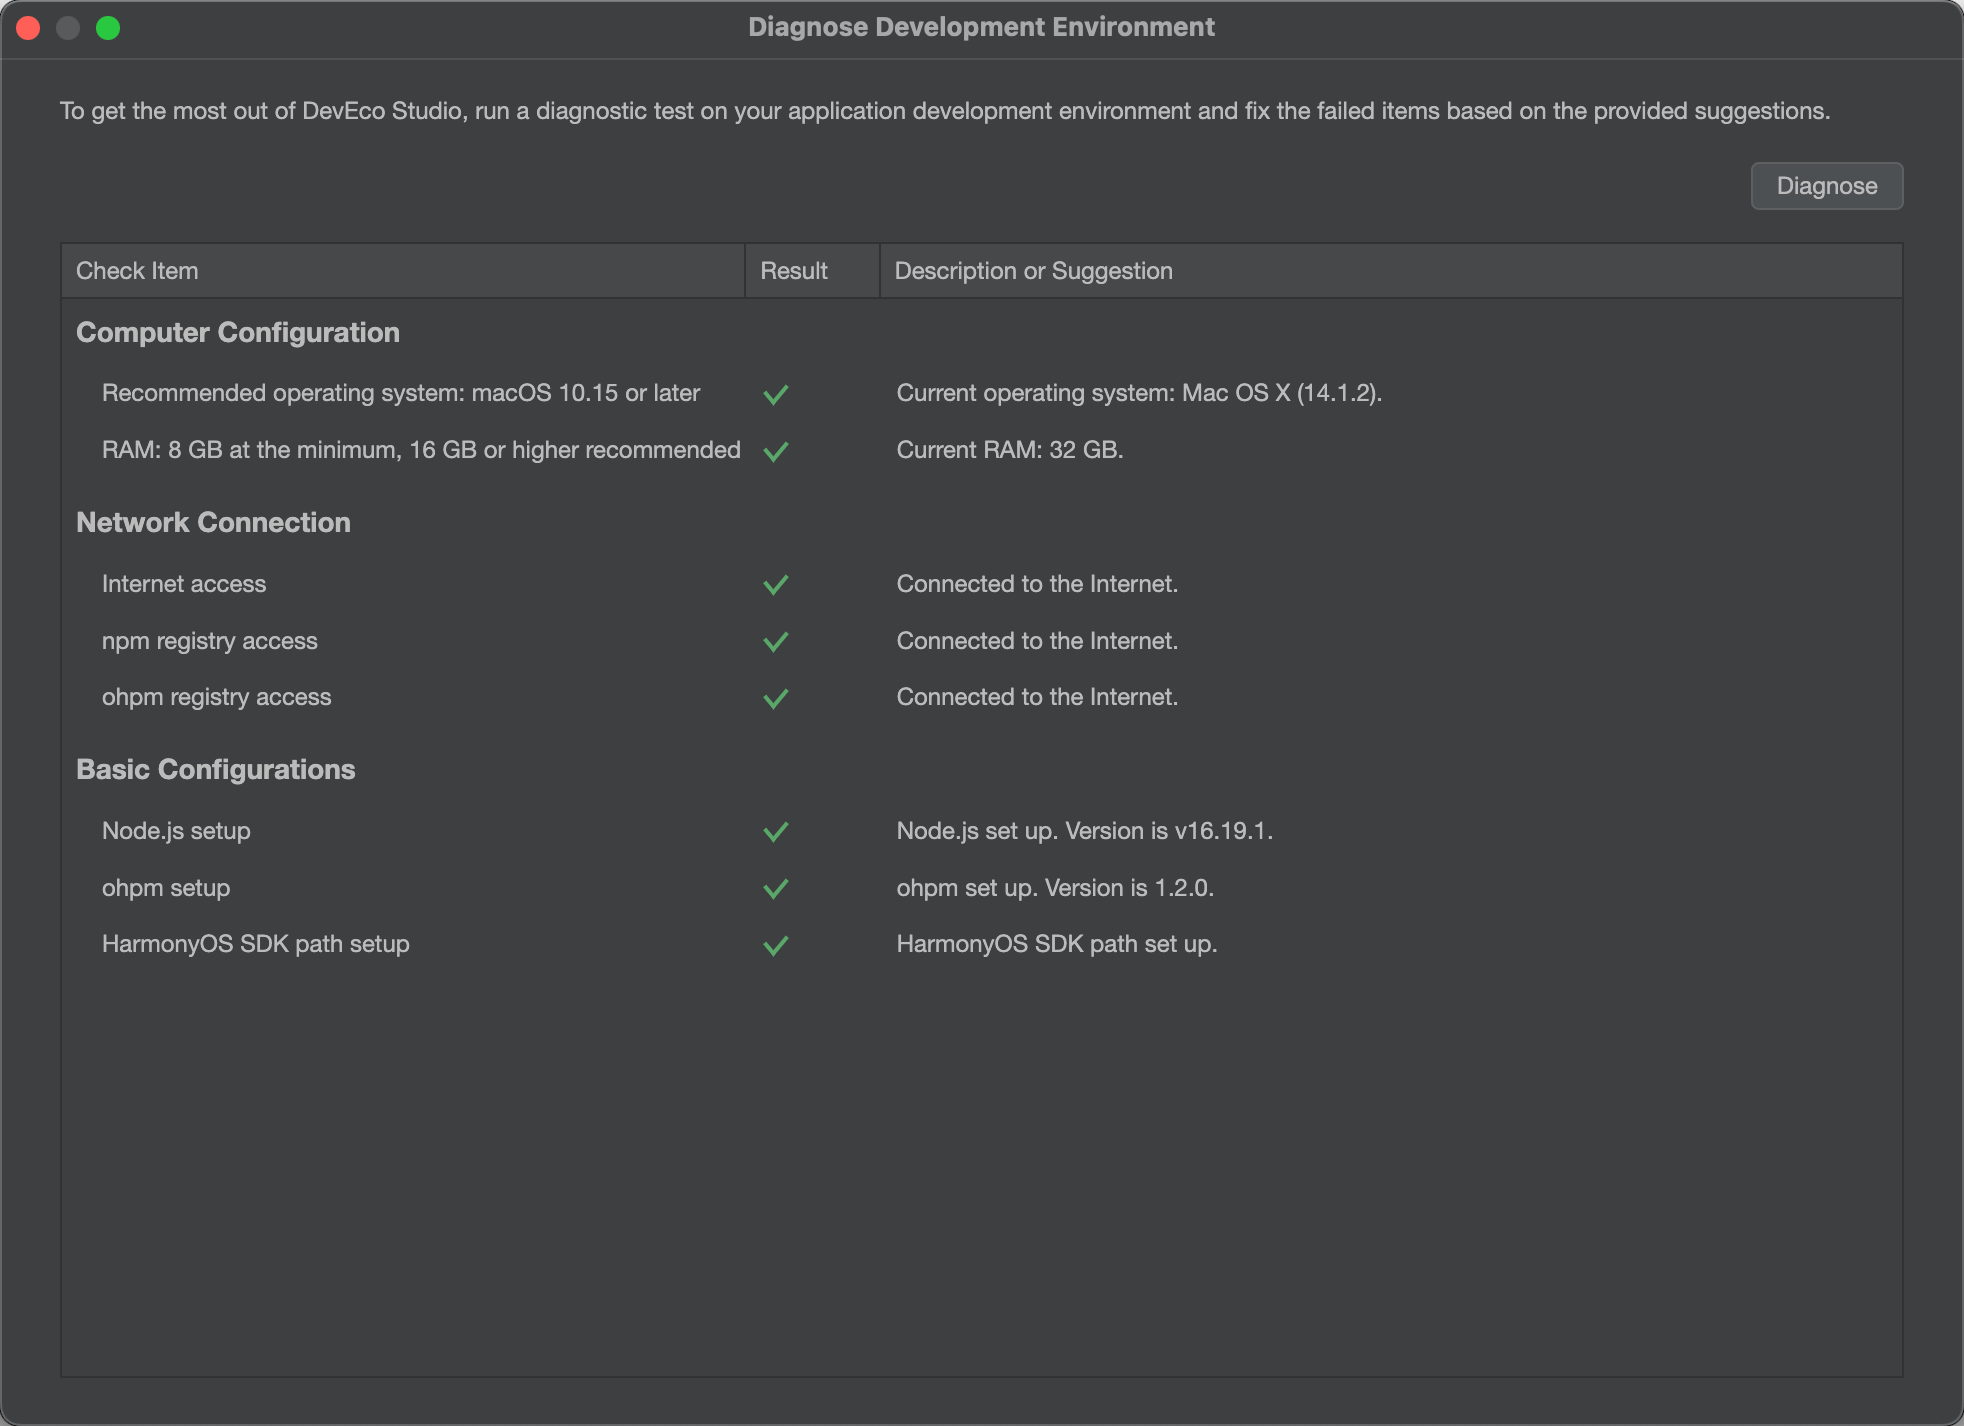 Diagnose Development Environment
To get the most out of DevEco Studio, run a diagnostic test on your application development environment and fix the failed items based on the provided suggestions.
Diagnose
Check Item Result Description or Suggestion
Computer Configuration
Recommended operating system: macOS 10.15 or later Current operating system: Mac OS X (14.1.2).
RAM: 8 GB at the minimum, 16 GB or higher recommended Current RAM: 32 GB.
Network Connection
Internet access Connected to the Internet.
npm registry access Connected to the Internet.
ohpm registry access Connected to the Internet.
Basic Configurations
Node.js setup Node.js set up. Version is v16.19.1.
ohpm setup ohpm set up. Version is 1.2.0.
HarmonyOS SDK path setup HarmonyOS SDK path set up.